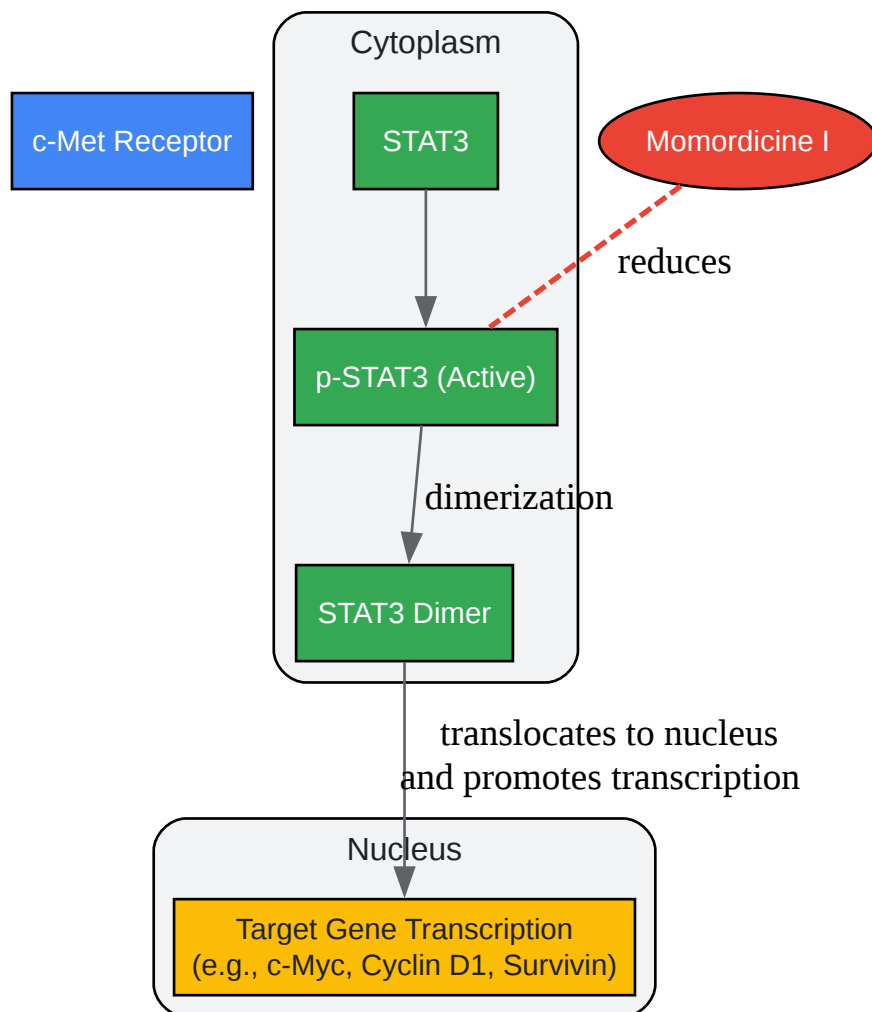 Cytoplasm
c-Met Receptor
STAT3
Momordicine I
reduces
p-STAT3 (Active)
dimerization
STAT3 Dimer
translocates to nucleus
and promotes transcription
Nucleus
Target Gene Transcription
(e.g., c-Myc, Cyclin D1, Survivin)